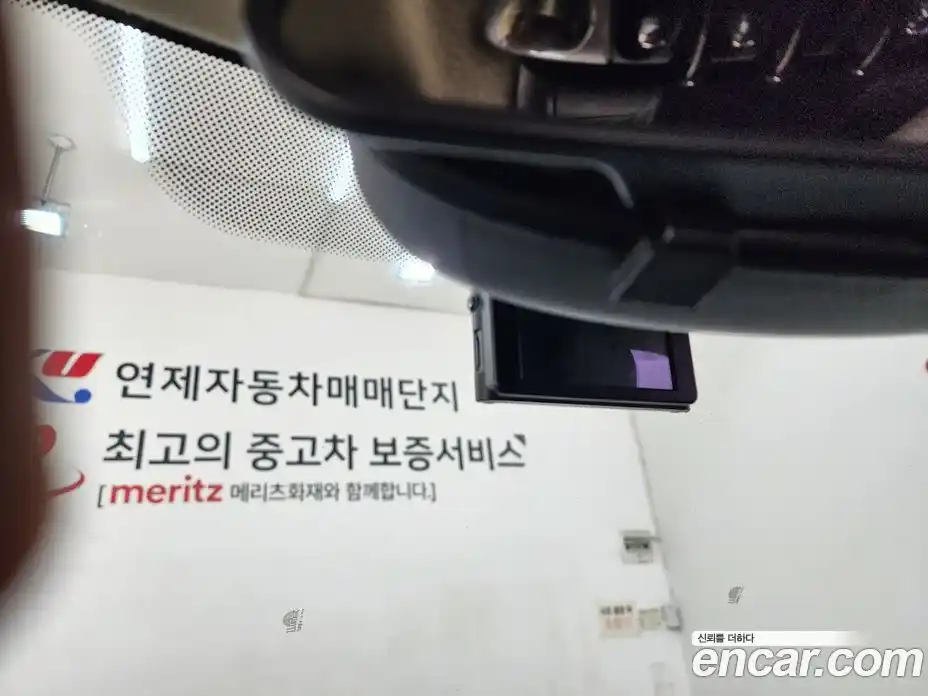 연제자동차매매단지
최고의 중고차 보증서비스
[meritz 메리츠화재와 함께합니다.]
신뢰를 더하다
encar.com